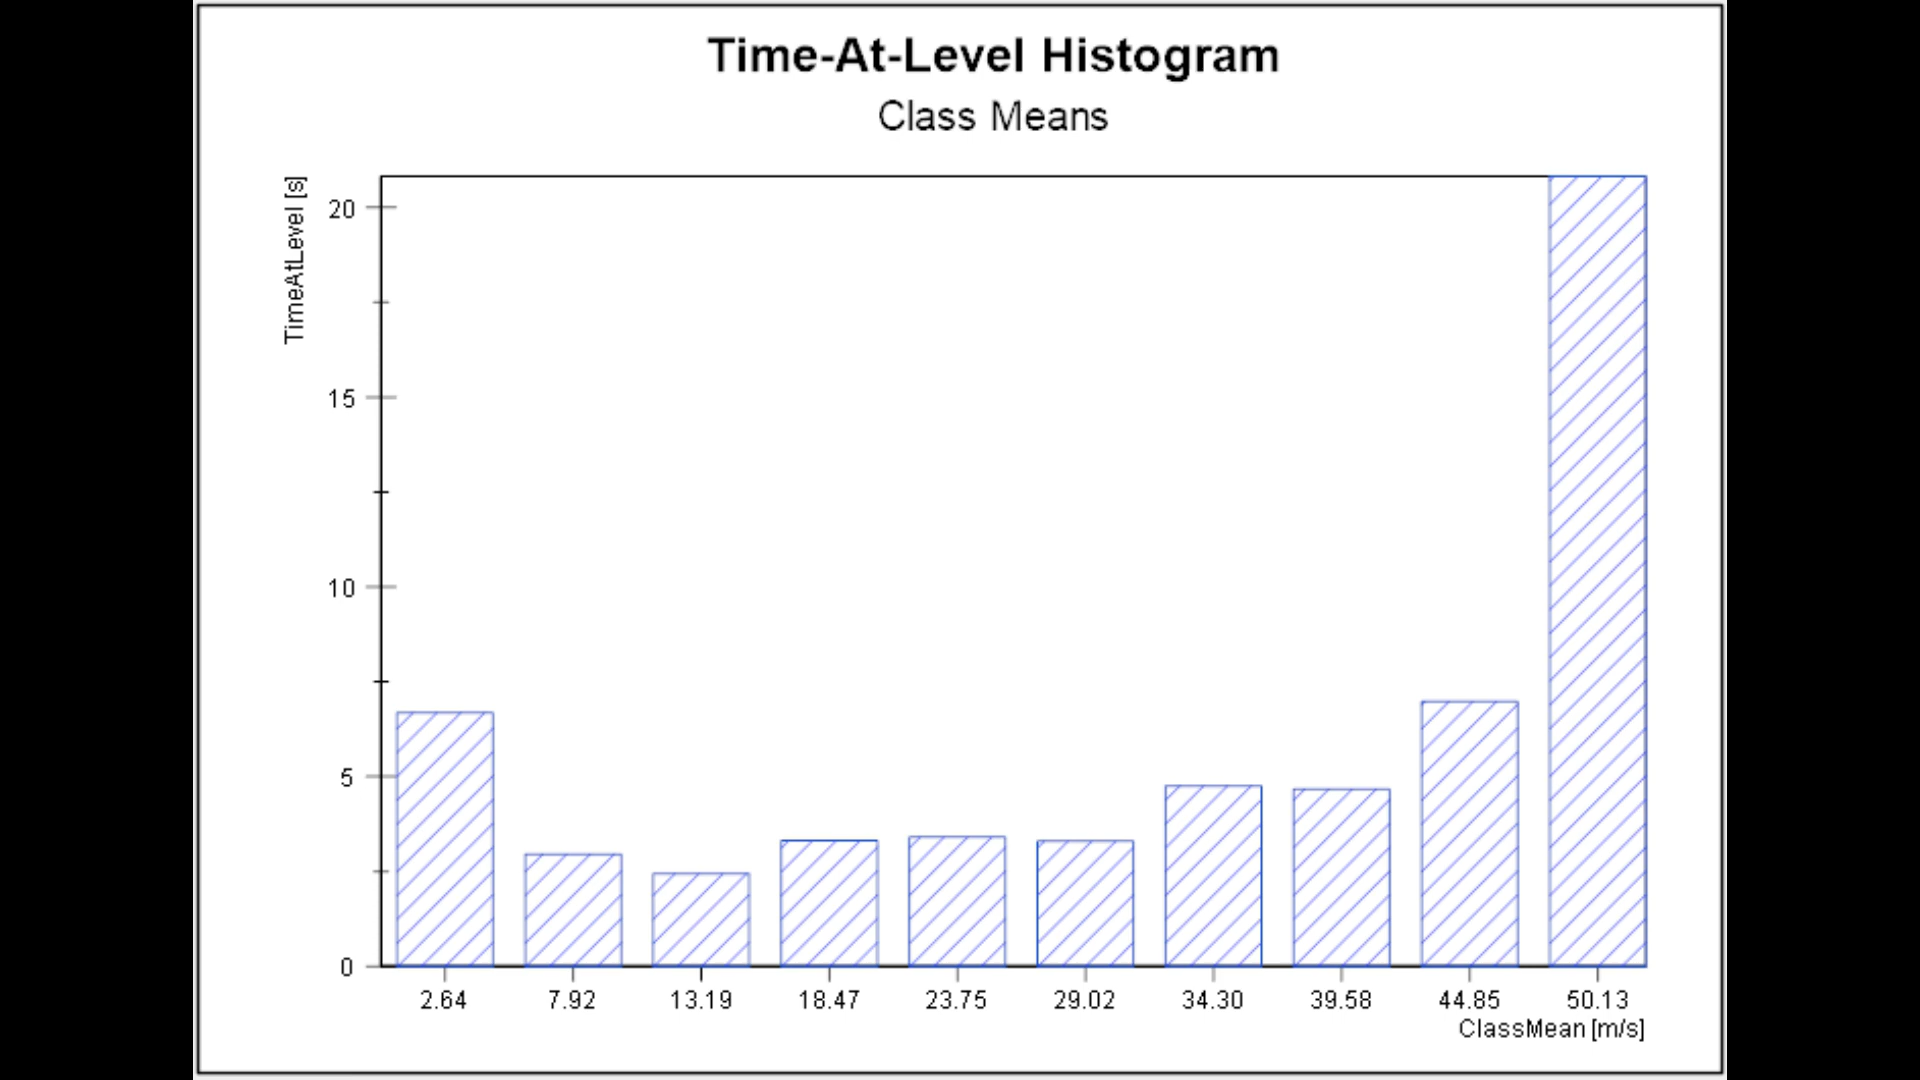 Time-At-Level Histogram
Class Means
TimeAtLevel [s]
20
15
10
5
0
2.64 7.92 13.19 18.47 23.75 29.02 34.30 39.58 44.85 50.13
ClassMean [m/s]